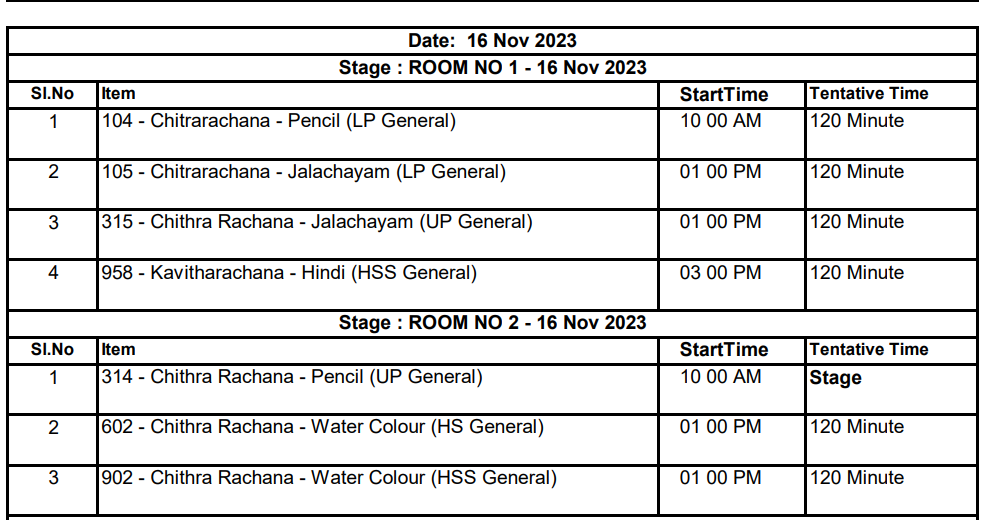 Date:  16 Nov 2023
Stage : ROOM NO 1 - 16 Nov 2023
Sl.No Item StartTime Tentative Time
1 104 - Chitrarachana - Pencil (LP General) 10 00 AM 120 Minute
2 105 - Chitrarachana - Jalachayam (LP General) 01 00 PM 120 Minute
3 315 - Chithra Rachana - Jalachayam (UP General) 01 00 PM 120 Minute
4 958 - Kavitharachana - Hindi (HSS General) 03 00 PM 120 Minute
Stage : ROOM NO 2 - 16 Nov 2023
Sl.No Item StartTime Tentative Time
1 314 - Chithra Rachana - Pencil (UP General) 10 00 AM Stage
2 602 - Chithra Rachana - Water Colour (HS General) 01 00 PM 120 Minute
3 902 - Chithra Rachana - Water Colour (HSS General) 01 00 PM 120 Minute